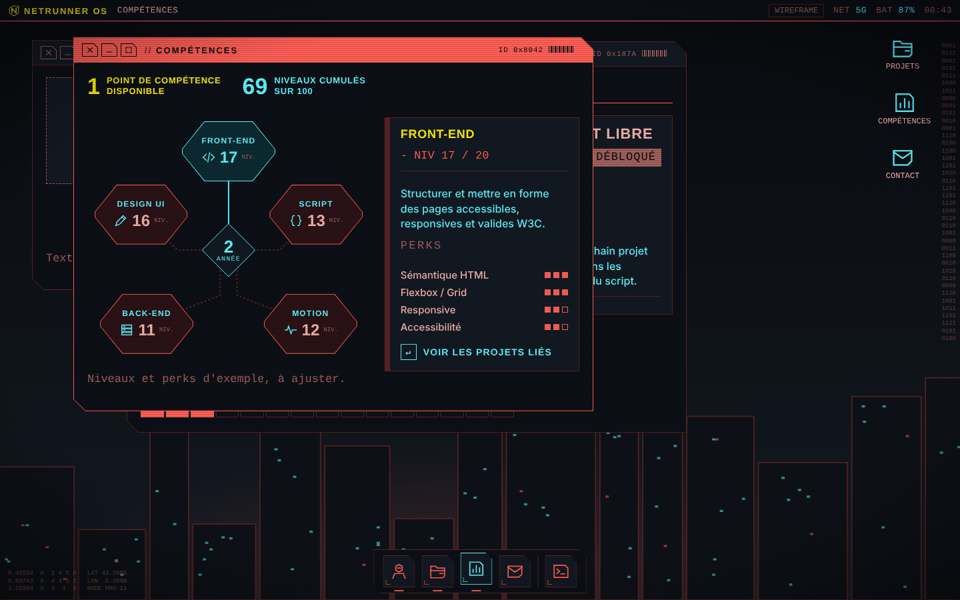 NETRUNNER OS COMPÉTENCES
WIREFRAME NET 5G BAT 87% 00:43
// COMPÉTENCES
ID 0x8042
ID 0x187A
1 POINT DE COMPÉTENCE
DISPONIBLE
69 NIVEAUX CUMULÉS
SUR 100
FRONT-END
17 NIV.
DESIGN UI
16 NIV.
SCRIPT
13 NIV.
2
ANNÉE
BACK-END
11 NIV.
MOTION
12 NIV.
Niveaux et perks d'exemple, à ajuster.
FRONT-END
- NIV 17 / 20
Structurer et mettre en forme
des pages accessibles,
responsives et valides W3C.
PERKS
Sémantique HTML
Flexbox / Grid
Responsive
Accessibilité
↵ VOIR LES PROJETS LIÉS
Text
T LIBRE
DÉBLOQUÉ
hain projet
ns les
du script.
PROJETS
COMPÉTENCES
CONTACT